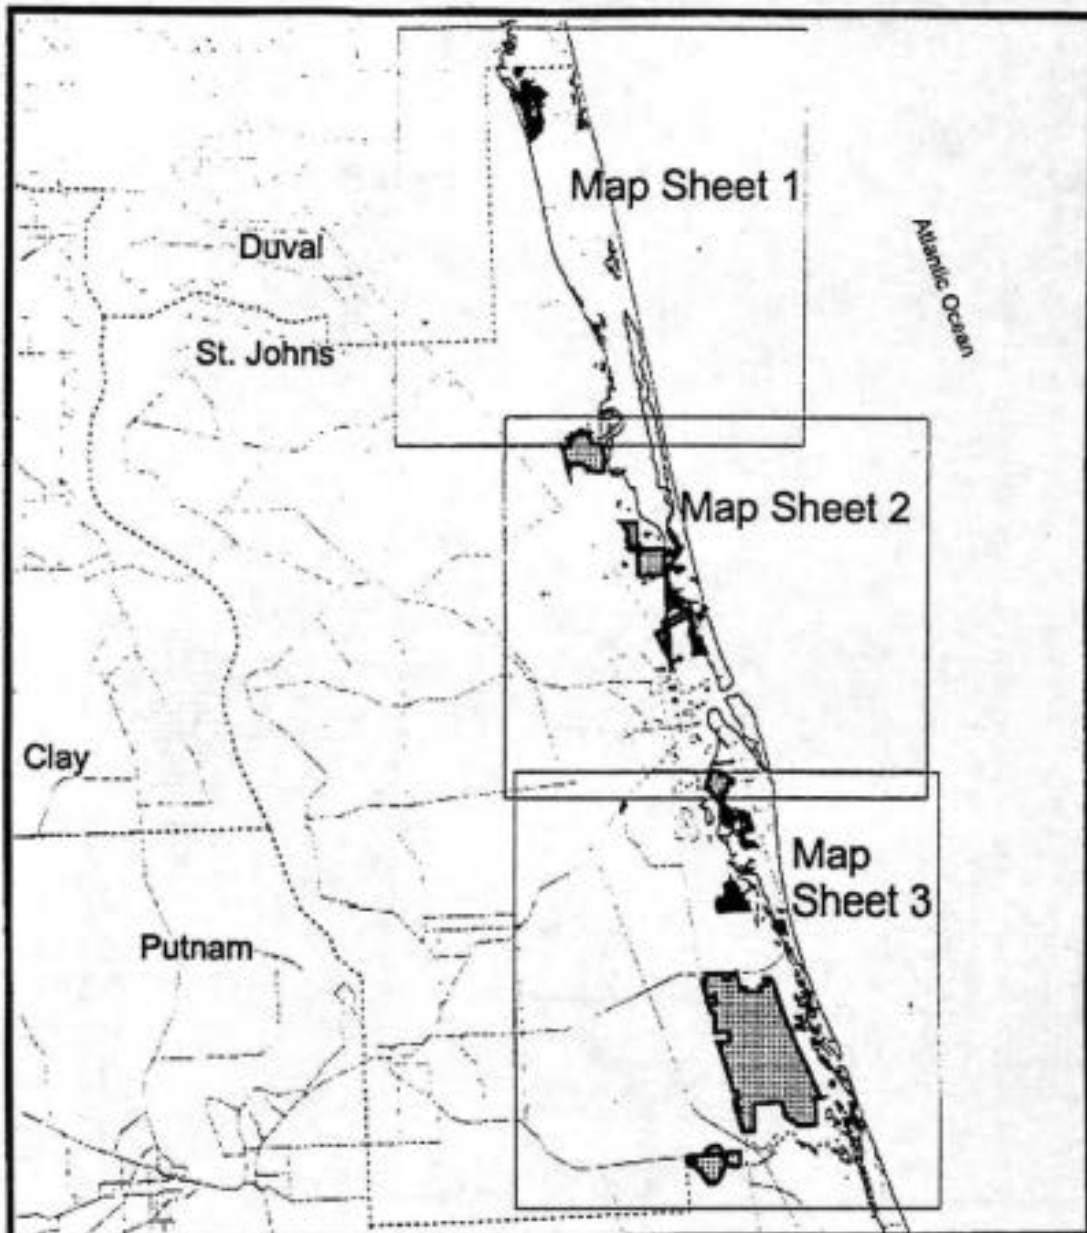 Map Sheet 1
Duval
Atlantic Ocean
St. Johns
Map Sheet 2
Clay
Map
Sheet 3
Putnam